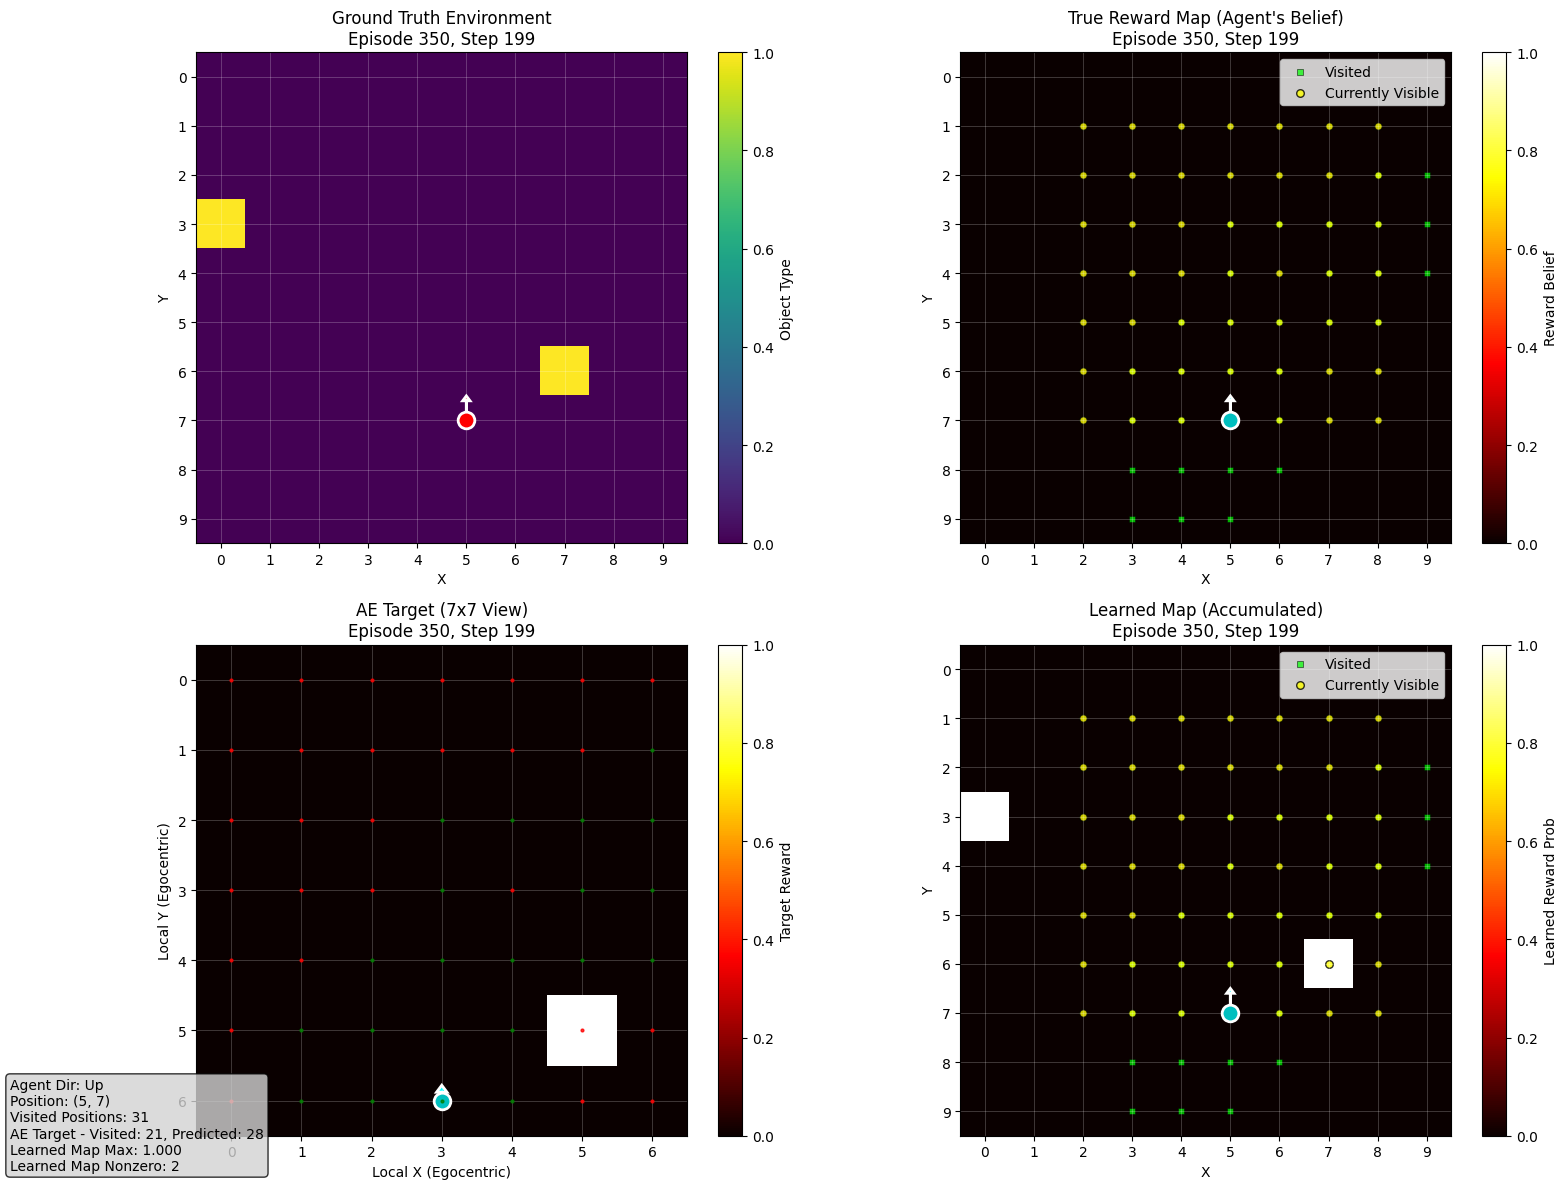 Ground Truth Environment
Episode 350, Step 199
0
1
2
3
4
5
6
7
8
9
Y
0 1 2 3 4 5 6 7 8 9
X
1.0
0.8
0.6
0.4
0.2
0.0
Object Type
True Reward Map (Agent's Belief)
Episode 350, Step 199
Visited
Currently Visible
0
1
2
3
4
5
6
7
8
9
Y
0 1 2 3 4 5 6 7 8 9
X
1.0
0.8
0.6
0.4
0.2
0.0
Reward Belief
AE Target (7x7 View)
Episode 350, Step 199
0
1
2
3
4
5
6
Local Y (Egocentric)
0 1 2 3 4 5 6
Local X (Egocentric)
1.0
0.8
0.6
0.4
0.2
0.0
Target Reward
Agent Dir: Up
Position: (5, 7)
Visited Positions: 31
AE Target - Visited: 21, Predicted: 28
Learned Map Max: 1.000
Learned Map Nonzero: 2
Learned Map (Accumulated)
Episode 350, Step 199
Visited
Currently Visible
0
1
2
3
4
5
6
7
8
9
Y
0 1 2 3 4 5 6 7 8 9
X
1.0
0.8
0.6
0.4
0.2
0.0
Learned Reward Prob